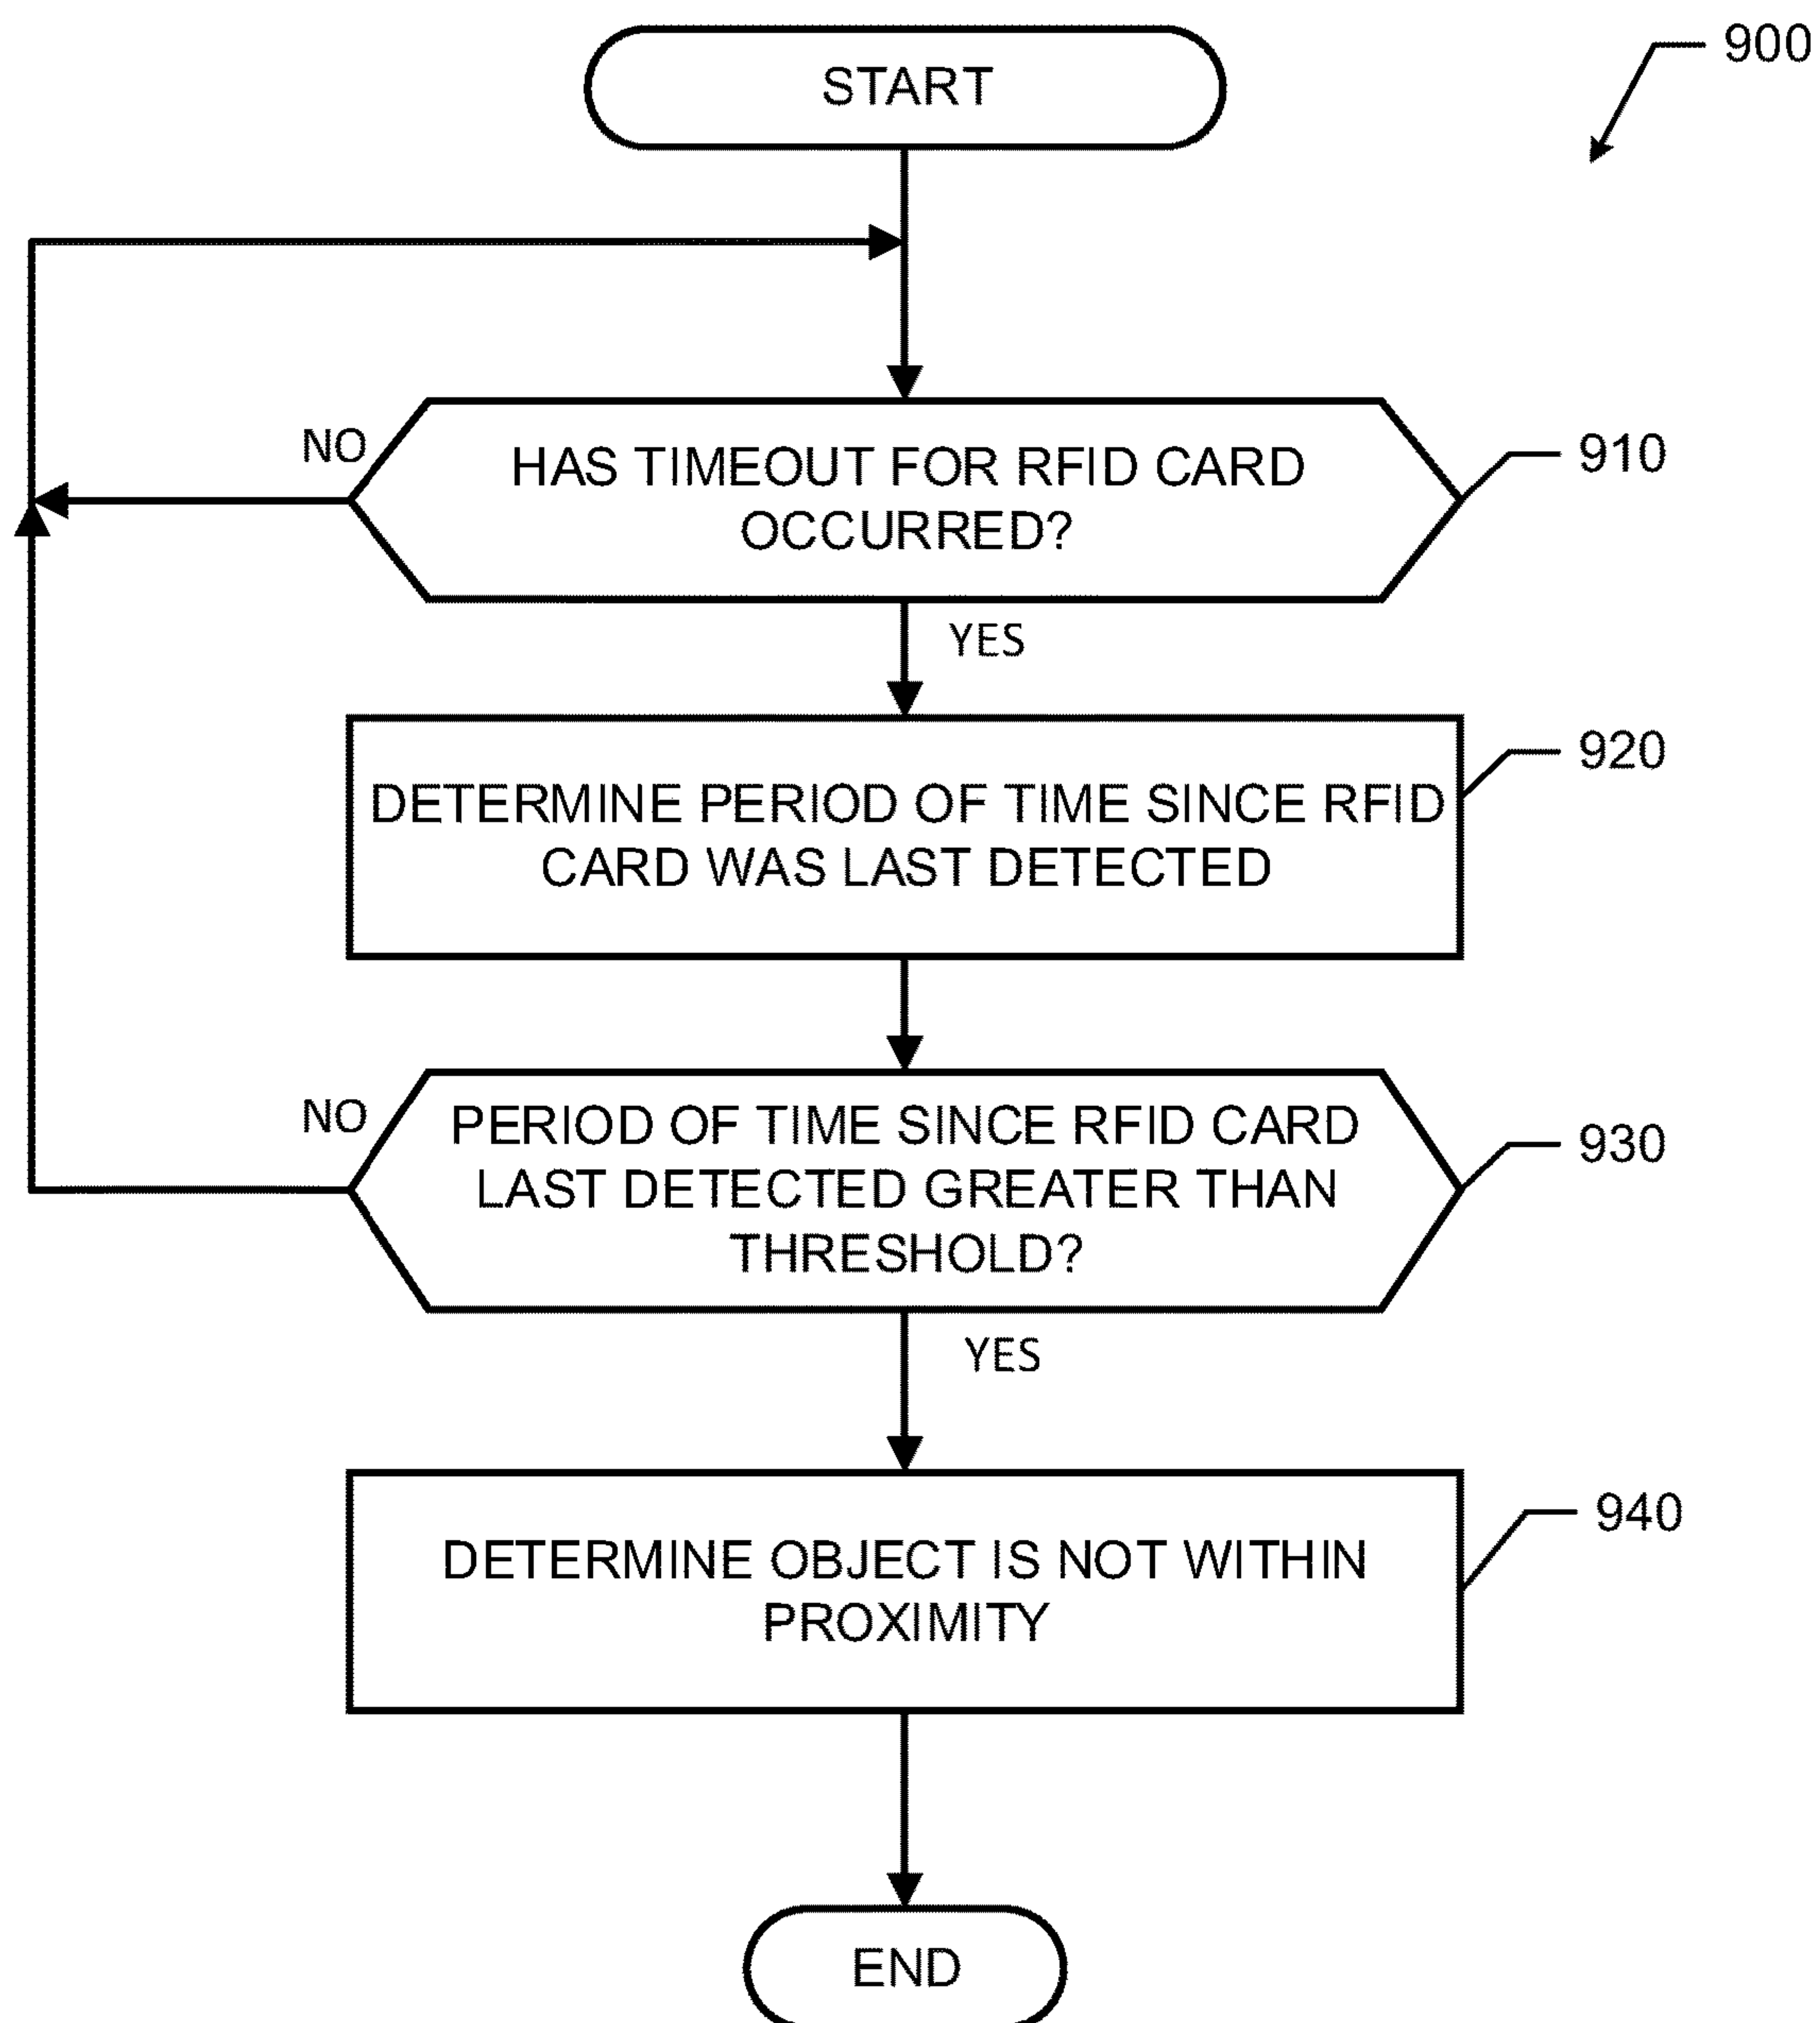 900
START
NO
HAS TIMEOUT FOR RFID CARD
OCCURRED?
910
YES
920
DETERMINE PERIOD OF TIME SINCE RFID
CARD WAS LAST DETECTED
NO
PERIOD OF TIME SINCE RFID CARD
LAST DETECTED GREATER THAN
THRESHOLD?
930
YES
940
DETERMINE OBJECT IS NOT WITHIN
PROXIMITY
END